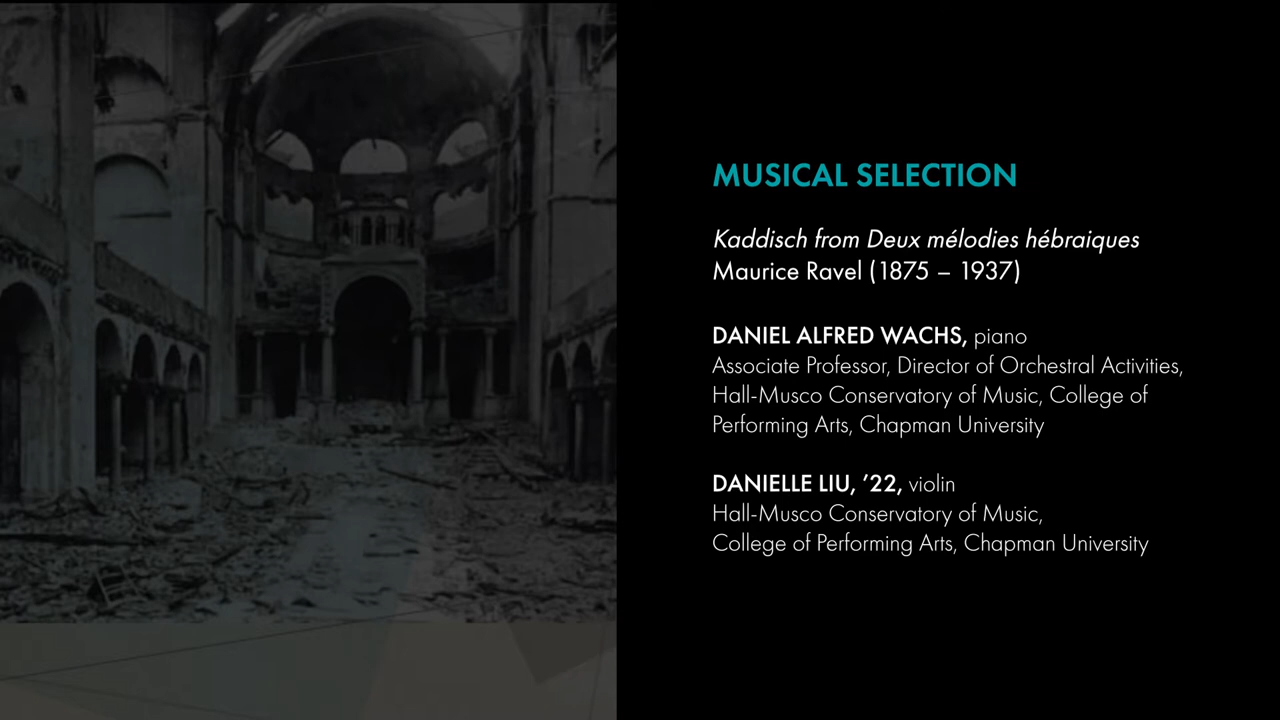 MUSICAL SELECTION
Kaddisch from Deux mélodies hébraiques
Maurice Ravel (1875 – 1937)
DANIEL ALFRED WACHS, piano
Associate Professor, Director of Orchestral Activities,
Hall-Musco Conservatory of Music, College of
Performing Arts, Chapman University
DANIELLE LIU, ’22, violin
Hall-Musco Conservatory of Music,
College of Performing Arts, Chapman University